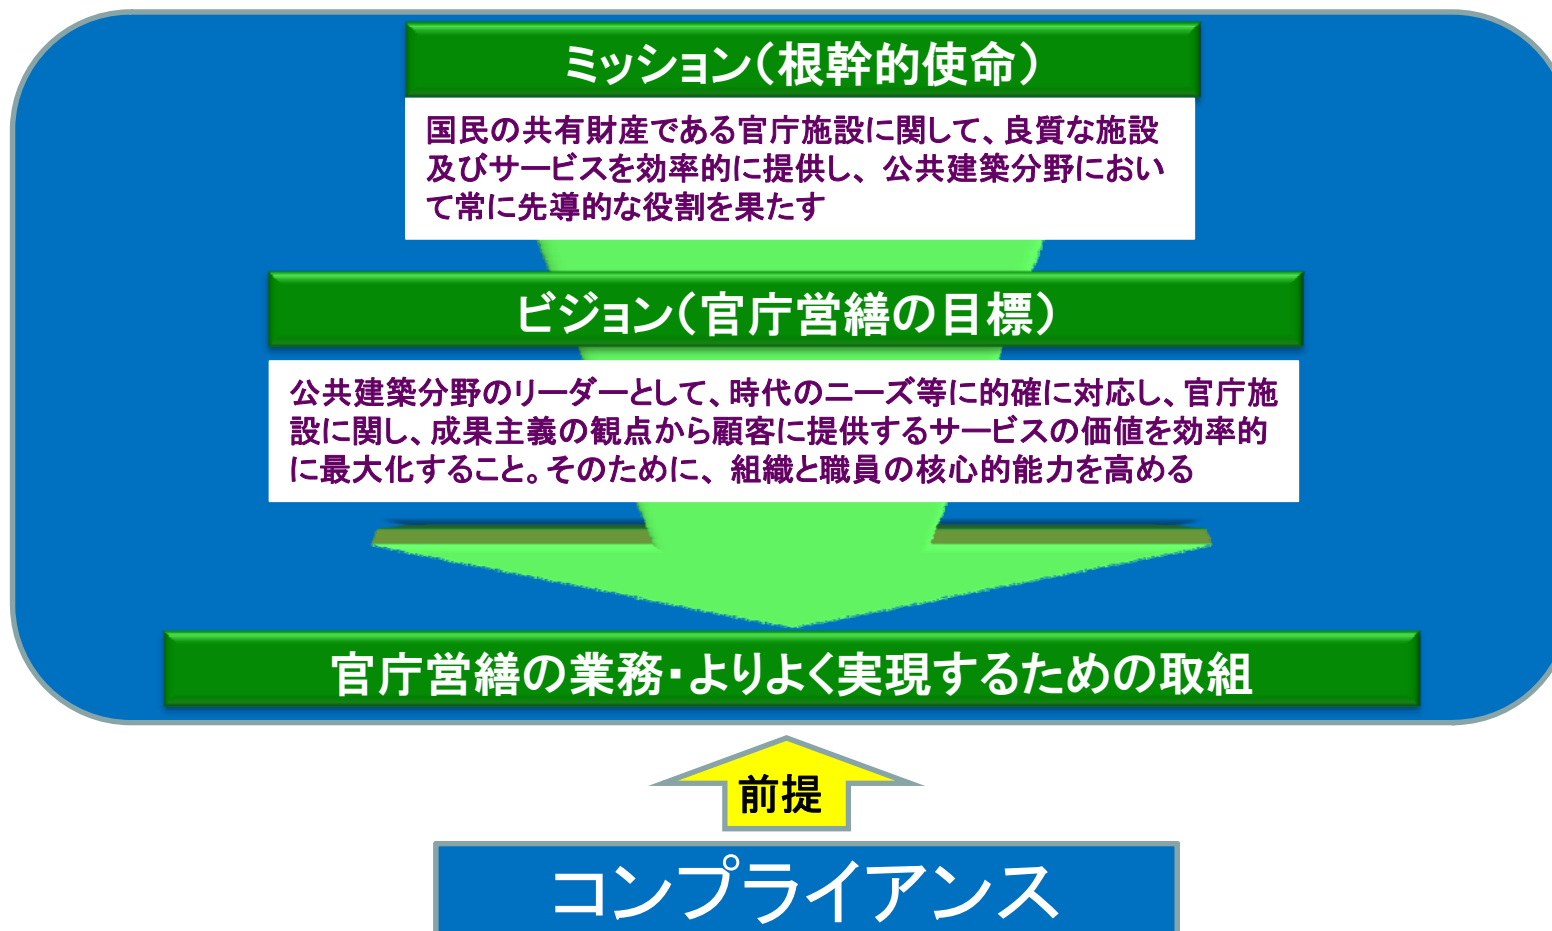 ミッション（根幹的使命）
国民の共有財産である官庁施設に関して、良質な施設
及びサービスを効率的に提供し、公共建築分野におい
て常に先導的な役割を果たす
ビジョン（官庁営繕の目標）
公共建築分野のリーダーとして、時代のニーズ等に的確に対応し、官庁施
設に関し、成果主義の観点から顧客に提供するサービスの価値を効率的
に最大化すること。そのために、組織と職員の核心的能力を高める
官庁営繕の業務・よりよく実現するための取組
前提
コンプライアンス